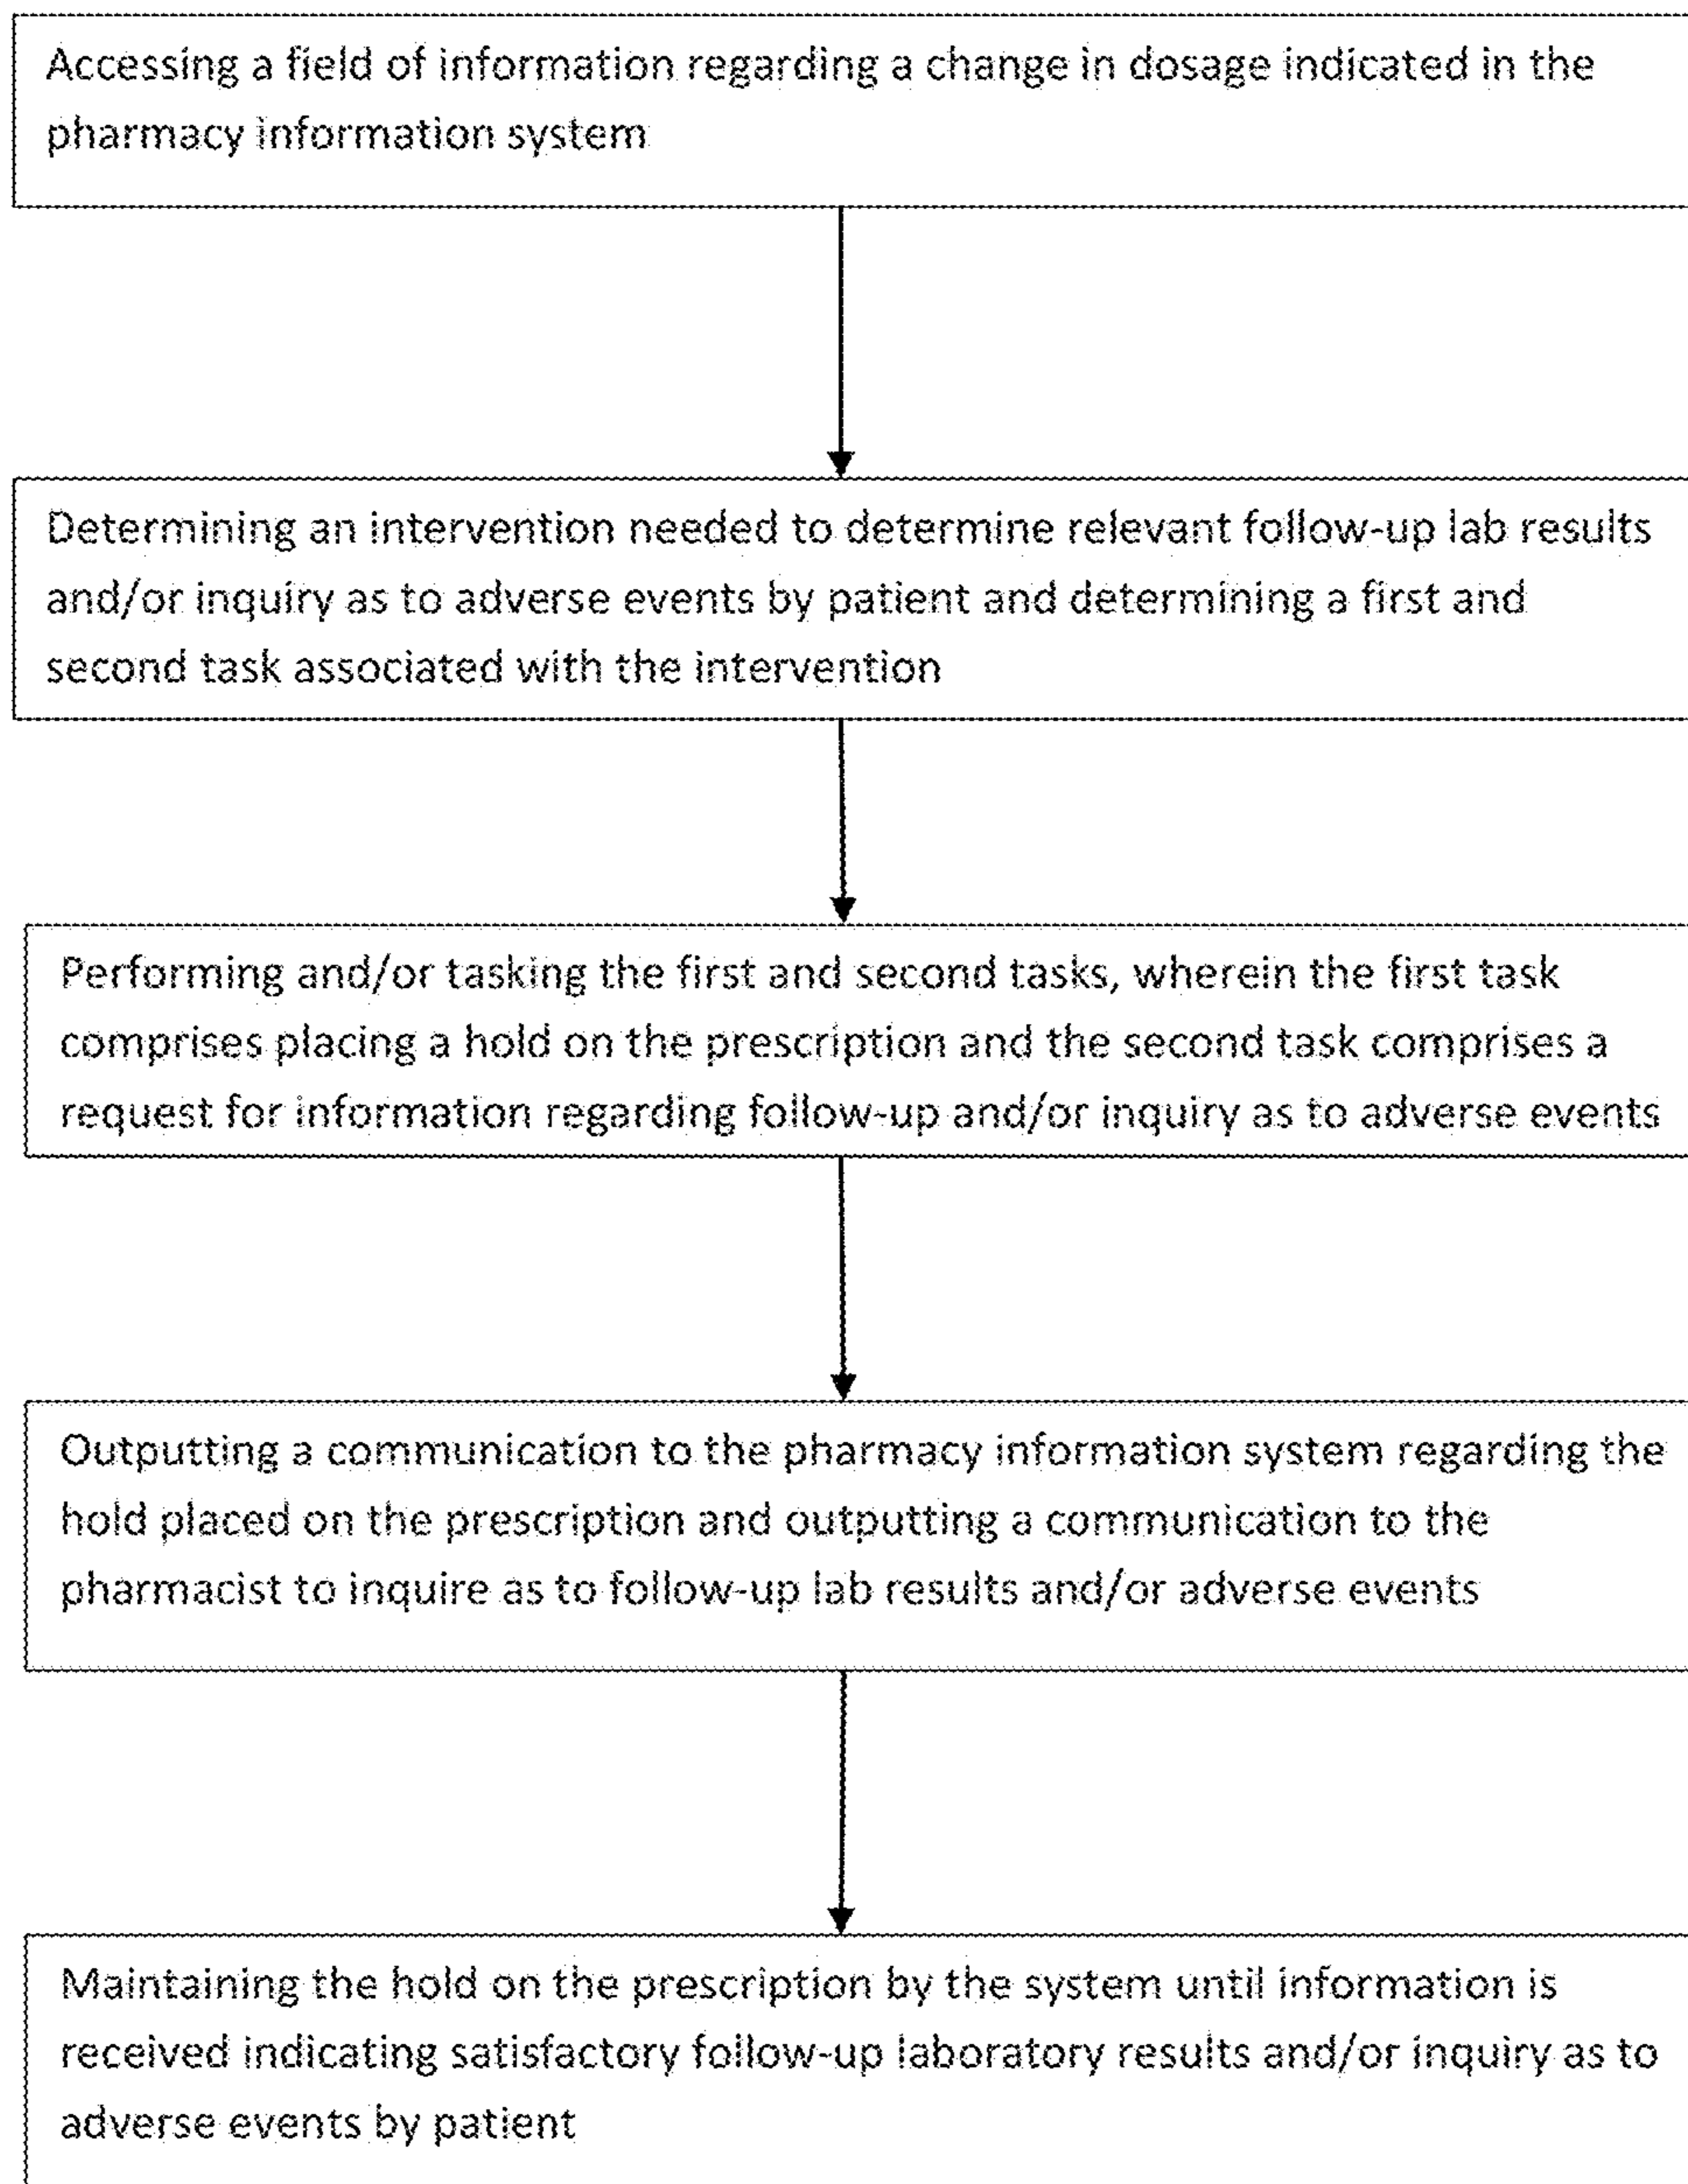 Accessing a field of information regarding a change in dosage indicated in the
pharmacy information system
Determining an intervention needed to determine relevant follow-up lab results
and/or inquiry as to adverse events by patient and determining a first and
second task associated with the intervention
Performing and/or tasking the first and second tasks, wherein the first task
comprises placing a hold on the prescription and the second task comprises a
request for information regarding follow-up and/or inquiry as to adverse events
Outputting a communication to the pharmacy information system regarding the
hold placed on the prescription and outputting a communication to the
pharmacist to inquire as to follow-up lab results and/or adverse events
Maintaining the hold on the prescription by the system until information is
received indicating satisfactory follow-up laboratory results and/or inquiry as to
adverse events by patient